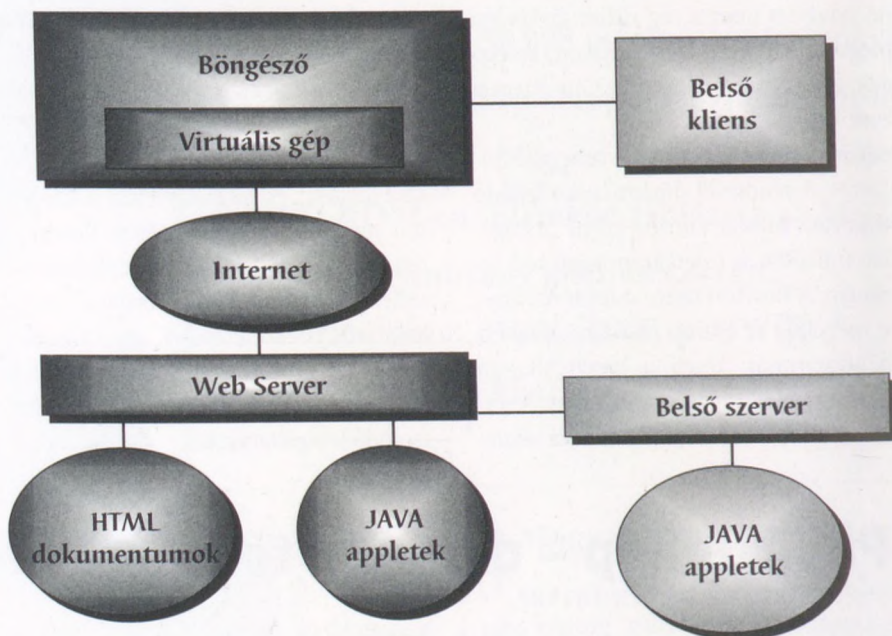 Böngésző
Virtuális gép
Belső
kliens
Internet
Web Server
Belső szerver
HTML
dokumentumok
JAVA
appletek
JAVA
appletek